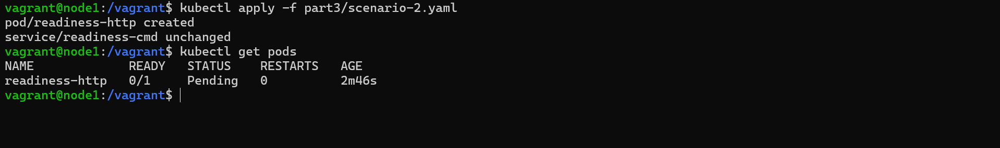 vagrant@node1:/vagrant$ kubectl apply -f part3/scenario-2.yaml
pod/readiness-http created
service/readiness-cmd unchanged
vagrant@node1:/vagrant$ kubectl get pods
NAME             READY   STATUS    RESTARTS   AGE
readiness-http   0/1     Pending   0          2m46s
vagrant@node1:/vagrant$